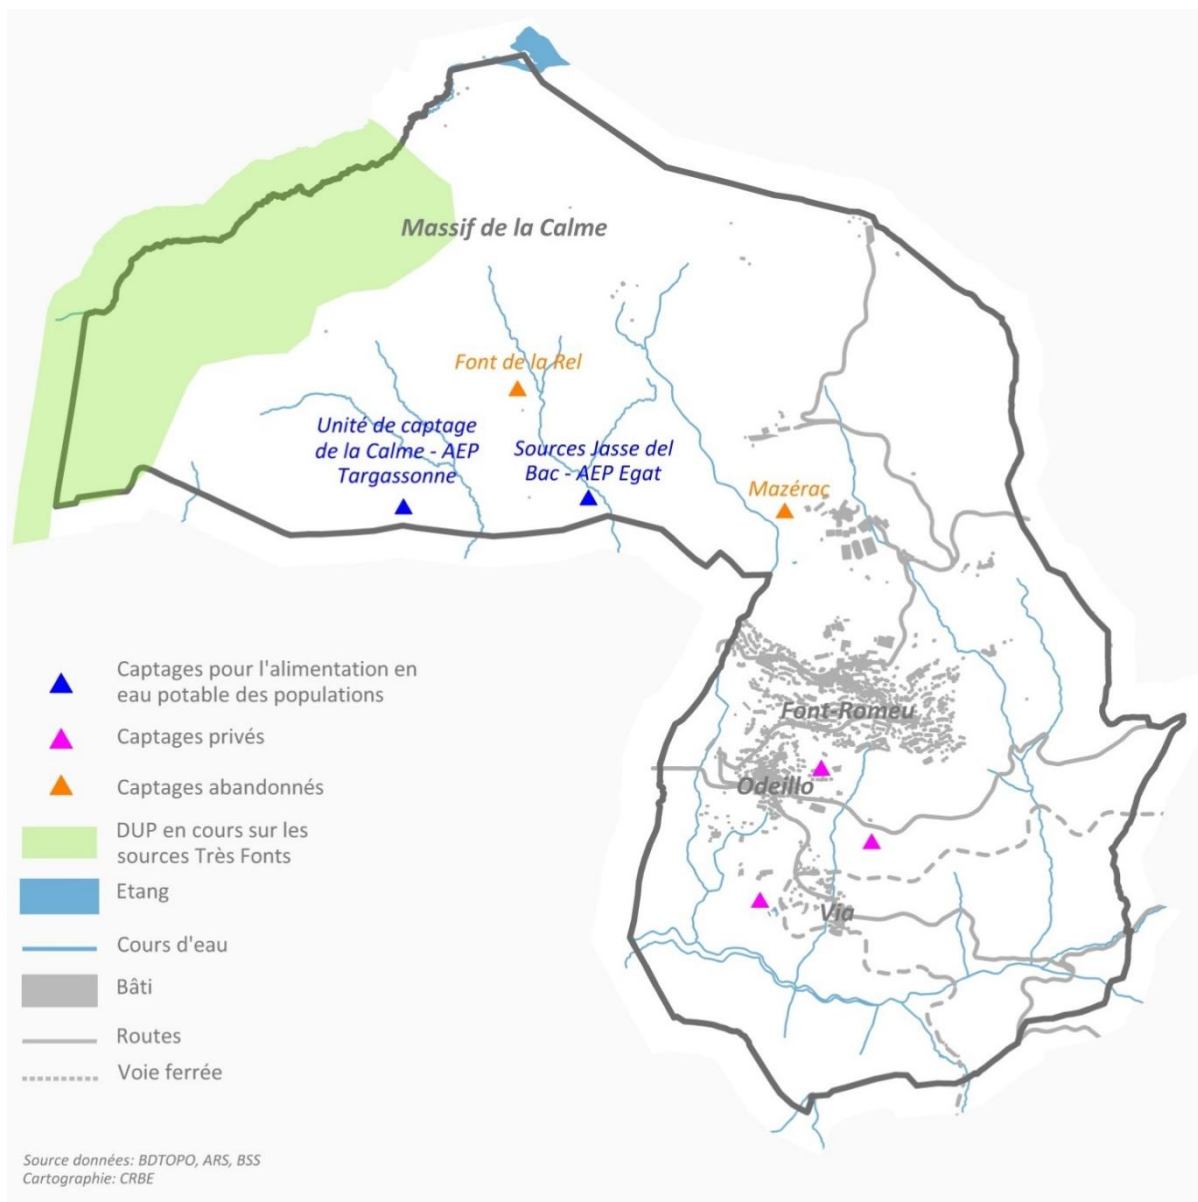 Massif de la Calme
Font de la Rel
Unité de captage
de la Calme - AEP
Targassonne
Sources Jasse del
Bac - AEP Egat
Mazérac
Font-Romeu
Odeillo
Via
Captages pour l'alimentation en
eau potable des populations
Captages privés
Captages abandonnés
DUP en cours sur les
sources Très Fonts
Etang
Cours d'eau
Bâti
Routes
Voie ferrée
Source données: BDTOPO, ARS, BSS
Cartographie: CRBE